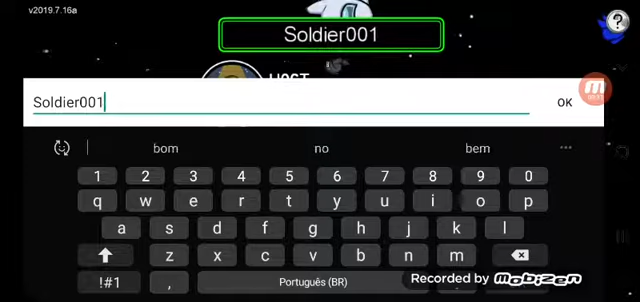 v2019.7.16a
Soldier001
?
HOST
Soldier001
OK
bom no bem
1 2 3 4 5 6 7 8 9 0
q w e r t y u i o p
a s d f g h j k l
z x c v b n m
!#1 , Português (BR)
Recorded by mobizen